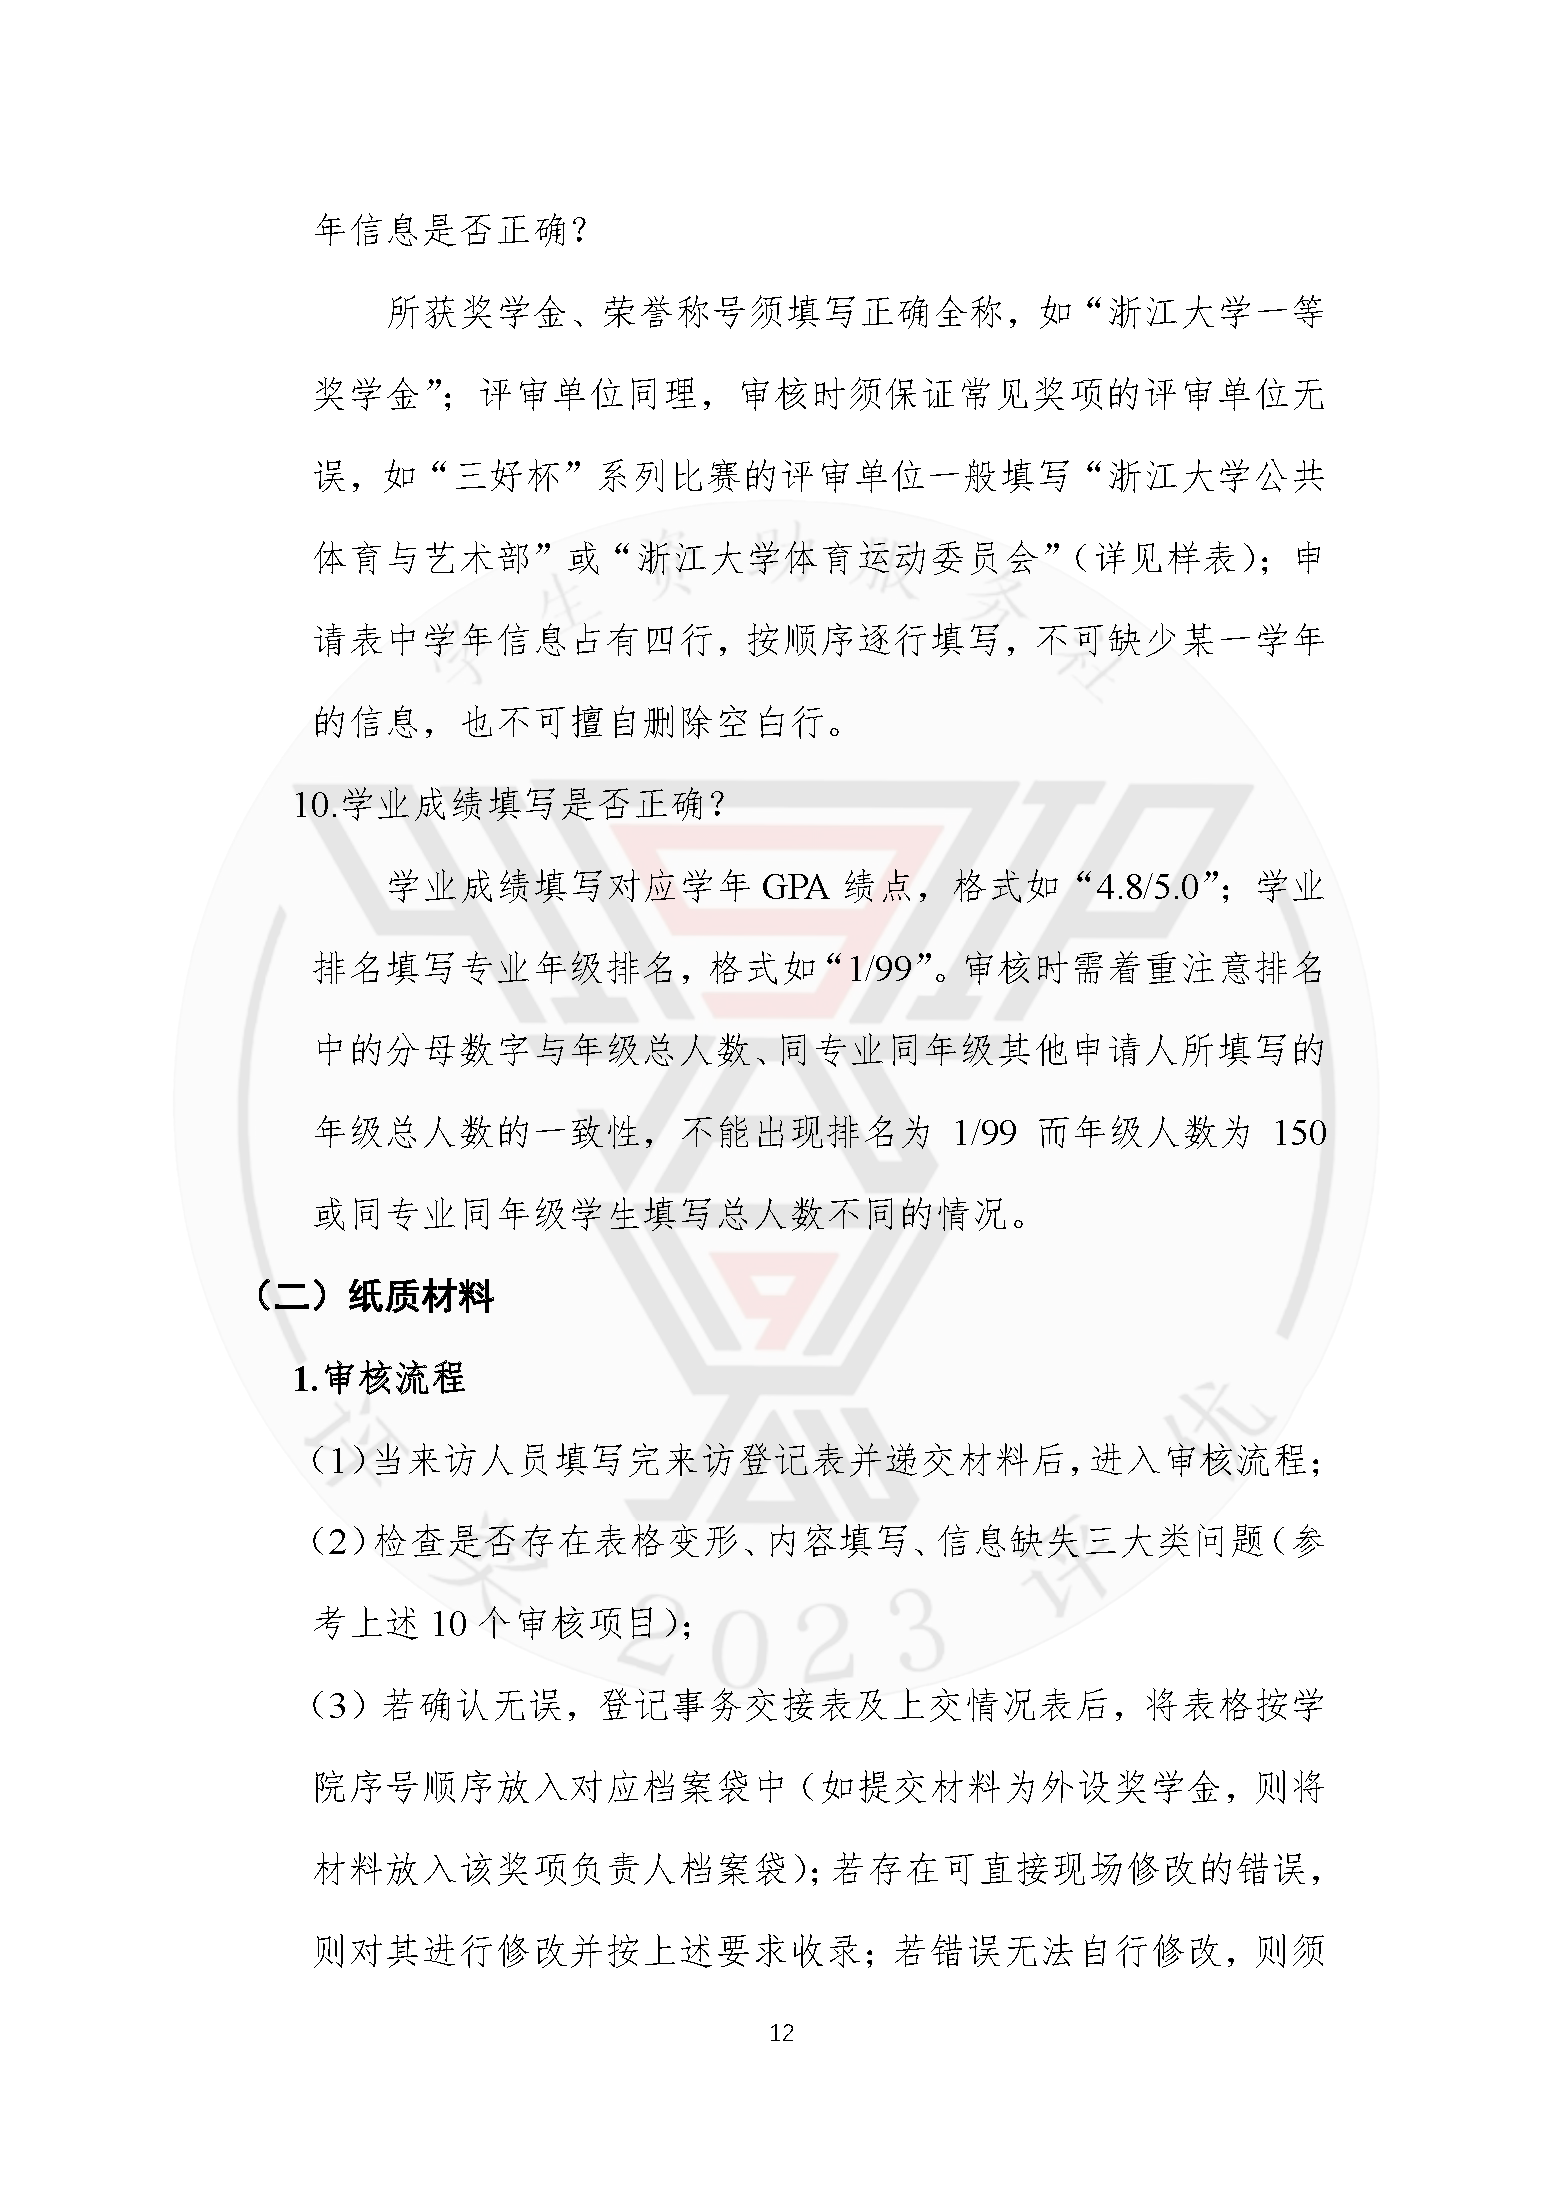 年信息是否正确？
所获奖学金、荣誉称号须填写正确全称，如“浙江大学一等
奖学金”；评审单位同理，审核时须保证常见奖项的评审单位无
误，如“三好杯”系列比赛的评审单位一般填写“浙江大学公共
体育与艺术部”或“浙江大学体育运动委员会”（详见样表）；申
请表中学年信息占有四行，按顺序逐行填写，不可缺少某一学年
的信息，也不可擅自删除空白行。
10.学业成绩填写是否正确？
学业成绩填写对应学年 GPA 绩点，格式如“4.8/5.0”；学业
排名填写专业年级排名，格式如“1/99”。审核时需着重注意排名
中的分母数字与年级总人数、同专业同年级其他申请人所填写的
年级总人数的一致性，不能出现排名为 1/99 而年级人数为 150
或同专业同年级学生填写总人数不同的情况。
（二）纸质材料
1.审核流程
（1）当来访人员填写完来访登记表并递交材料后，进入审核流程；
（2）检查是否存在表格变形、内容填写、信息缺失三大类问题（参
考上述 10 个审核项目）；
（3）若确认无误，登记事务交接表及上交情况表后，将表格按学
院序号顺序放入对应档案袋中（如提交材料为外设奖学金，则将
材料放入该奖项负责人档案袋）；若存在可直接现场修改的错误，
则对其进行修改并按上述要求收录；若错误无法自行修改，则须
12
学生资助服务社
评奖2023评优